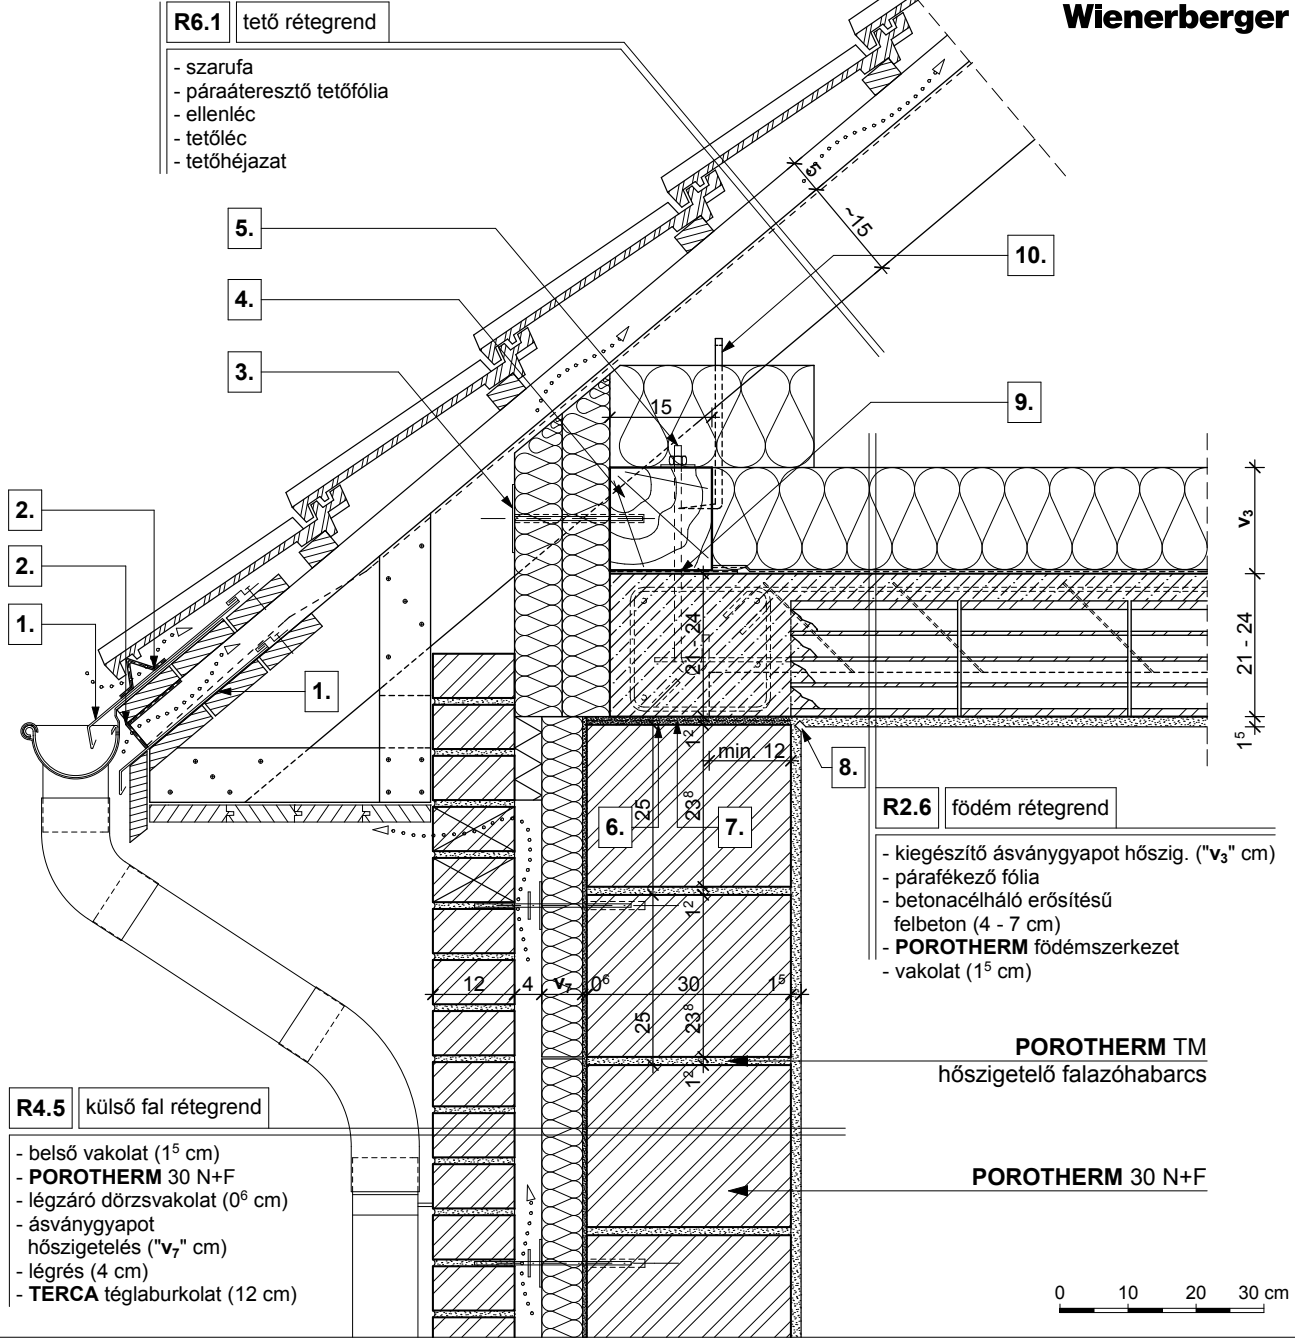 Wienerberger
R6.1 tető rétegrend
- szarufa
- páraáteresztő tetőfólia
- ellenléc
- tetőléc
- tetőhéjazat
5.
4.
3.
10.
9.
2.
2.
1.
1.
5
~15
15
v₃
21 - 24
21 - 24
1⁵
1²
min. 12
8.
6.
7.
25
23⁸
1²
R2.6 födém rétegrend
- kiegészítő ásványgyapot hőszig. ("v₃" cm)
- párafékező fólia
- betonacélháló erősítésű
felbeton (4 - 7 cm)
- POROTHERM födémszerkezet
- vakolat (1⁵ cm)
12 4 v₇ 0⁶ 30 1⁵
25
23⁸
1²
POROTHERM TM
hőszigetelő falazóhabarcs
POROTHERM 30 N+F
R4.5 külső fal rétegrend
- belső vakolat (1⁵ cm)
- POROTHERM 30 N+F
- légzáró dörzsvakolat (0⁶ cm)
- ásványgyapot
hőszigetelés ("v₇" cm)
- légrés (4 cm)
- TERCA téglaburkolat (12 cm)
0 10 20 30 cm